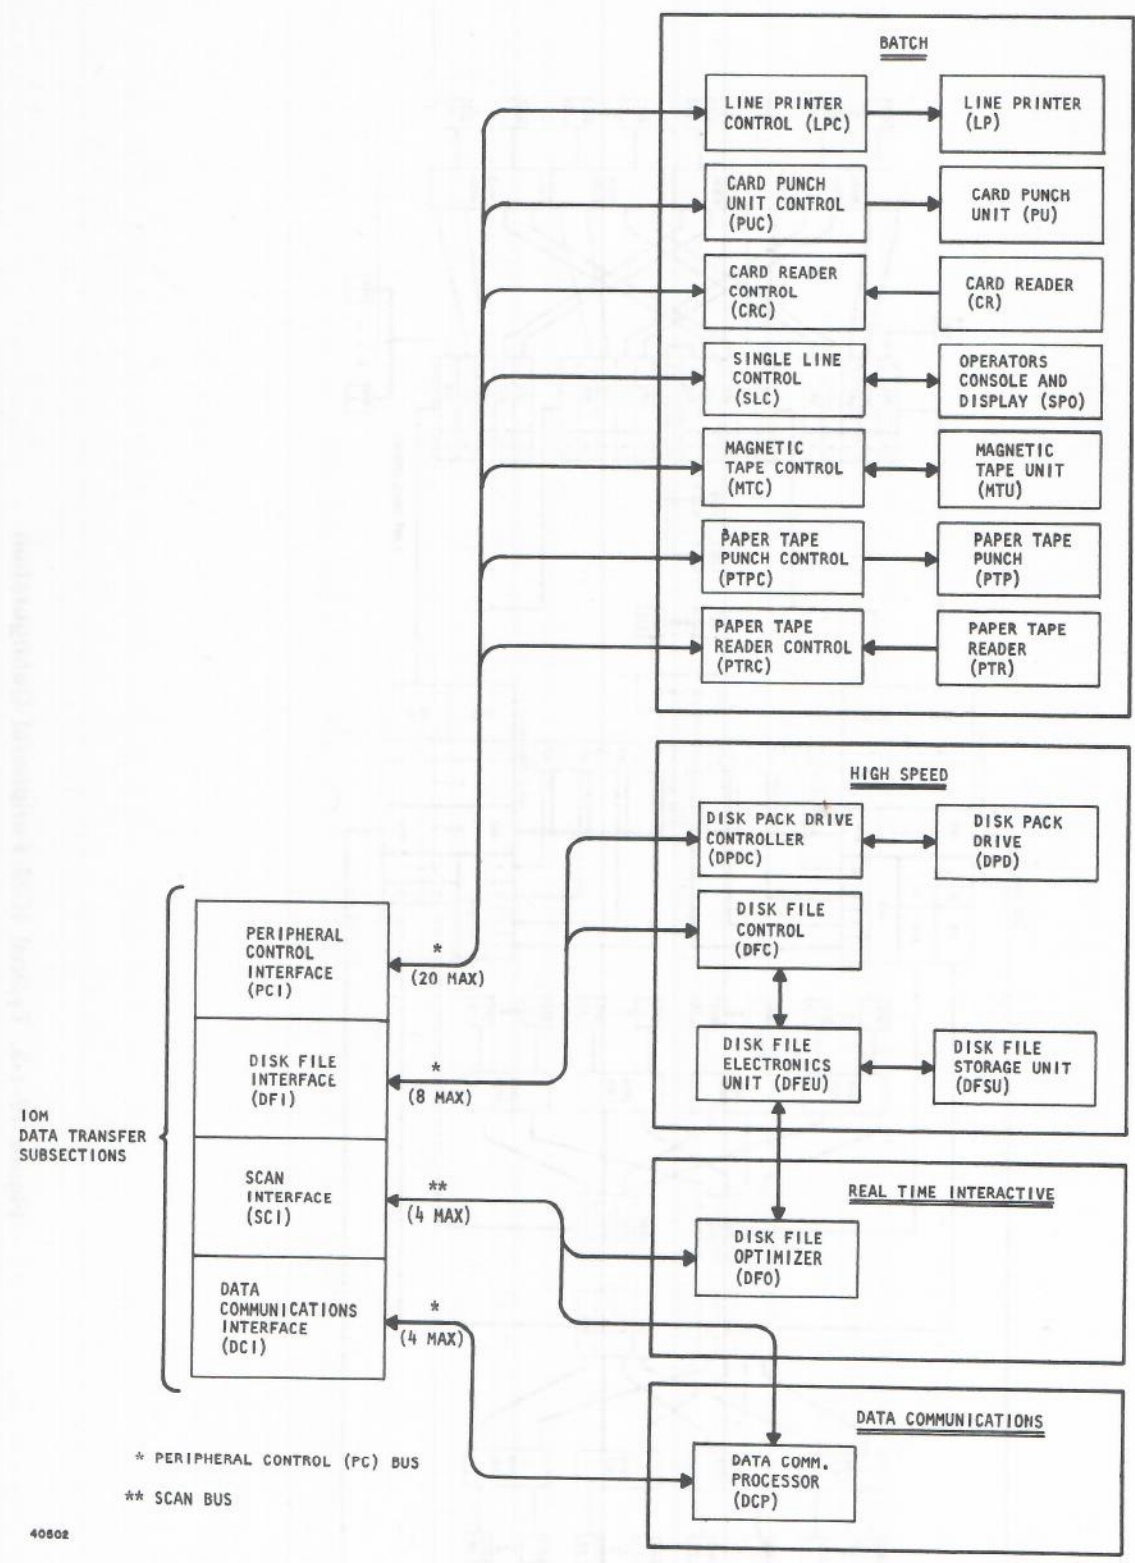 BATCH
LINE PRINTER
CONTROL (LPC)
LINE PRINTER
(LP)
CARD PUNCH
UNIT CONTROL
(PUC)
CARD PUNCH
UNIT (PU)
CARD READER
CONTROL
(CRC)
CARD READER
(CR)
SINGLE LINE
CONTROL
(SLC)
OPERATORS
CONSOLE AND
DISPLAY (SPO)
MAGNETIC
TAPE CONTROL
(MTC)
MAGNETIC
TAPE UNIT
(MTU)
PAPER TAPE
PUNCH CONTROL
(PTPC)
PAPER TAPE
PUNCH
(PTP)
PAPER TAPE
READER CONTROL
(PTRC)
PAPER TAPE
READER
(PTR)
HIGH SPEED
DISK PACK DRIVE
CONTROLLER
(DPDC)
DISK PACK
DRIVE
(DPD)
DISK FILE
CONTROL
(DFC)
DISK FILE
ELECTRONICS
UNIT (DFEU)
DISK FILE
STORAGE UNIT
(DFSU)
REAL TIME INTERACTIVE
DISK FILE
OPTIMIZER
(DFO)
DATA COMMUNICATIONS
DATA COMM.
PROCESSOR
(DCP)
IOM
DATA TRANSFER
SUBSECTIONS
PERIPHERAL
CONTROL
INTERFACE
(PCI)
*
(20 MAX)
DISK FILE
INTERFACE
(DFI)
*
(8 MAX)
SCAN
INTERFACE
(SCI)
**
(4 MAX)
DATA
COMMUNICATIONS
INTERFACE
(DCI)
*
(4 MAX)
* PERIPHERAL CONTROL (PC) BUS
** SCAN BUS
40502